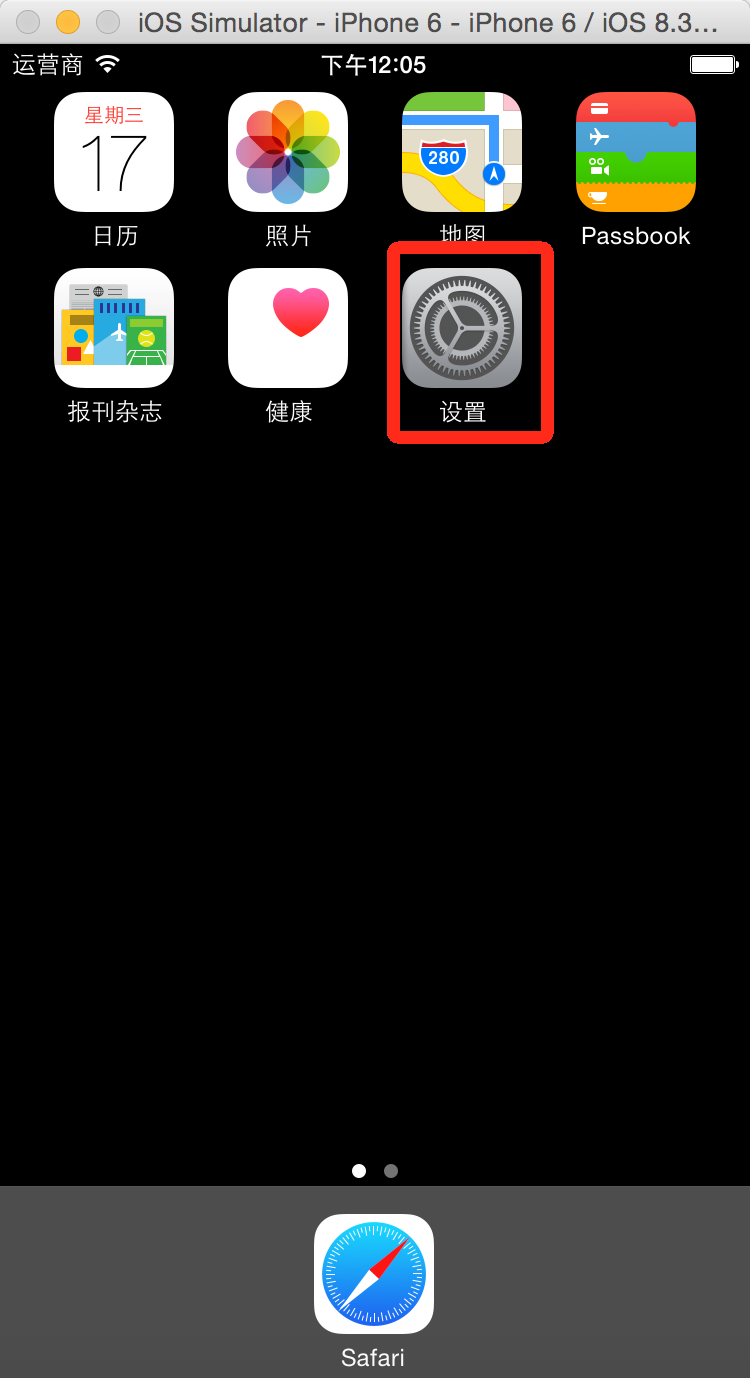 iOS Simulator - iPhone 6 - iPhone 6 / iOS 8.3...
运营商 下午12:05
星期三
17
280
日历 照片 地图 Passbook
报刊杂志 健康 设置
Safari